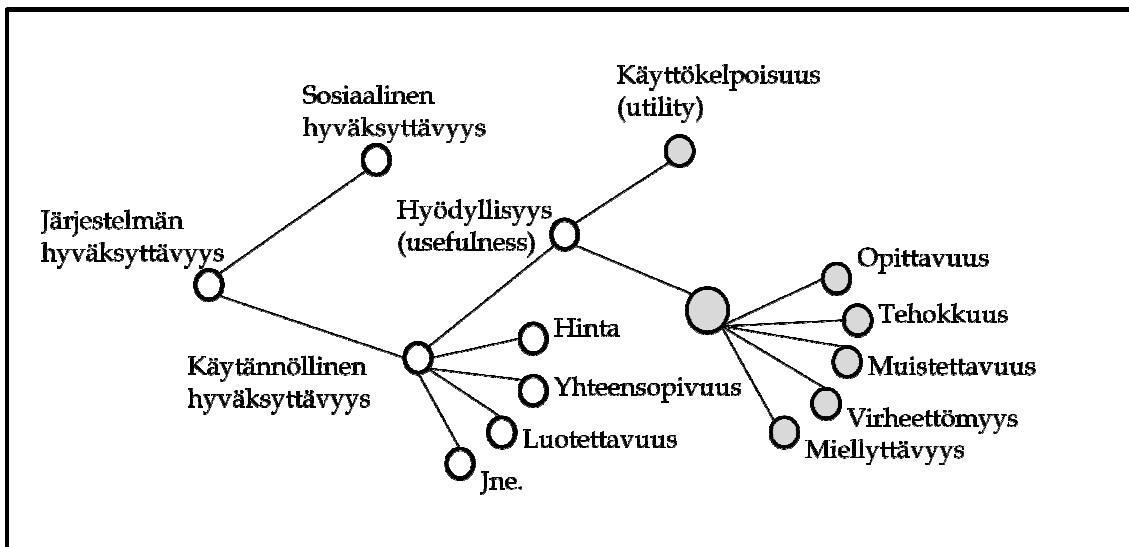 Käyttökelpoisuus
(utility)
Sosiaalinen
hyväksyttävyys
Järjestelmän
hyväksyttävyys
Hyödyllisyys
(usefulness)
Opittavuus
Tehokkuus
Muistettavuus
Virheettömyys
Miellyttävyys
Käytännöllinen
hyväksyttävyys
Hinta
Yhteensopivuus
Luotettavuus
Jne.